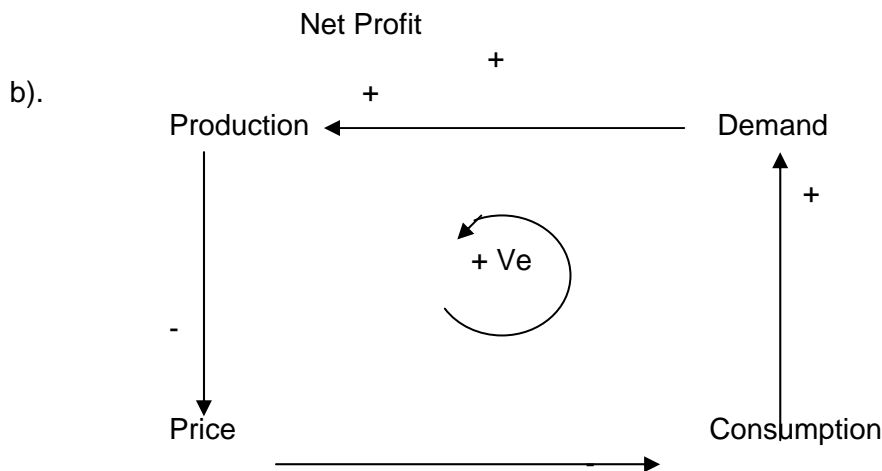 Net Profit
+
b).
+
Production Demand
+
+ Ve
-
Price Consumption
-